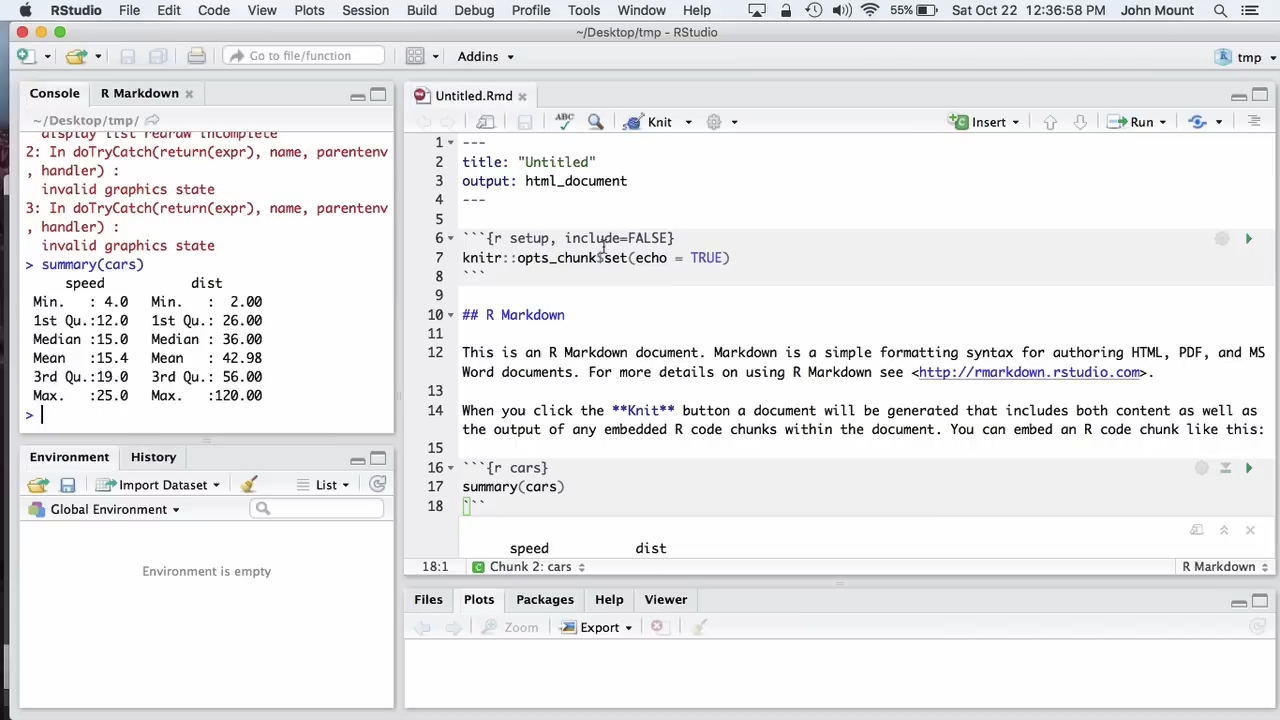 RStudio File Edit Code View Plots Session Build Debug Profile Tools Window Help 55% Sat Oct 22 12:36:58 PM John Mount
~/Desktop/tmp - RStudio
Go to file/function Addins tmp
Console R Markdown
~/Desktop/tmp/
display list redraw incomplete
2: In doTryCatch(return(expr), name, parentenv
, handler) :
invalid graphics state
3: In doTryCatch(return(expr), name, parentenv
, handler) :
invalid graphics state
> summary(cars)
speed dist
Min. : 4.0 Min. : 2.00
1st Qu.:12.0 1st Qu.: 26.00
Median :15.0 Median : 36.00
Mean :15.4 Mean : 42.98
3rd Qu.:19.0 3rd Qu.: 56.00
Max. :25.0 Max. :120.00
>
Environment History
Import Dataset List
Global Environment
Environment is empty
Untitled.Rmd
ABC Knit Insert Run
1 ---
2 title: "Untitled"
3 output: html_document
4 ---
5
6 ```{r setup, include=FALSE}
7 knitr::opts_chunk$set(echo = TRUE)
8 ```
9
10 ## R Markdown
11
12 This is an R Markdown document. Markdown is a simple formatting syntax for authoring HTML, PDF, and MS
Word documents. For more details on using R Markdown see <http://rmarkdown.rstudio.com>.
13
14 When you click the **Knit** button a document will be generated that includes both content as well as
the output of any embedded R code chunks within the document. You can embed an R code chunk like this:
15
16 ```{r cars}
17 summary(cars)
18 ```
speed dist
18:1 Chunk 2: cars R Markdown
Files Plots Packages Help Viewer
Zoom Export